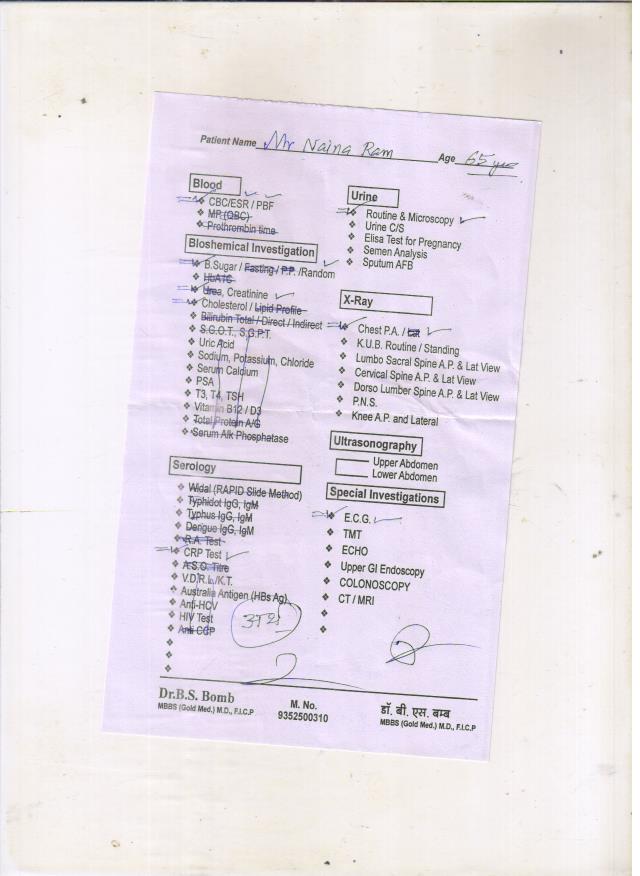 Patient Name Mr Naina Ram Age 65 yrs
Blood
CBC/ESR / PBF
MP (QBC)
Prothrombin time
Bioshemical Investigation
B.Sugar / Fasting / P.P. /Random
HbA1C
Urea, Creatinine
Cholesterol / Lipid Profile
Bilirubin Total / Direct / Indirect
S.G.O.T., S.G.P.T.
Uric Acid
Sodium, Potassium, Chloride
Serum Calcium
PSA
T3, T4, TSH
Vitamin B12 / D3
Total Protein A/G
Serum Alk Phosphatase
Serology
Widal (RAPID Slide Method)
Typhidot IgG, IgM
Typhus IgG, IgM
Dengue IgG, IgM
R.A. Test
CRP Test
A.S.O. Titre
V.D.R.L./K.T.
Australia Antigen (HBs Ag)
Anti-HCV
HIV Test
Anti CCP
Urine
Routine & Microscopy
Urine C/S
Elisa Test for Pregnancy
Semen Analysis
Sputum AFB
X-Ray
Chest P.A. / Lat
K.U.B. Routine / Standing
Lumbo Sacral Spine A.P. & Lat View
Cervical Spine A.P. & Lat View
Dorso Lumber Spine A.P. & Lat View
P.N.S.
Knee A.P. and Lateral
Ultrasonography
Upper Abdomen
Lower Abdomen
Special Investigations
E.C.G.
TMT
ECHO
Upper GI Endoscopy
COLONOSCOPY
CT / MRI
Dr.B.S. Bomb
MBBS (Gold Med.) M.D., F.I.C.P
M. No.
9352500310
डॉ. बी. एस. बम्ब
MBBS (Gold Med.) M.D., F.I.C.P